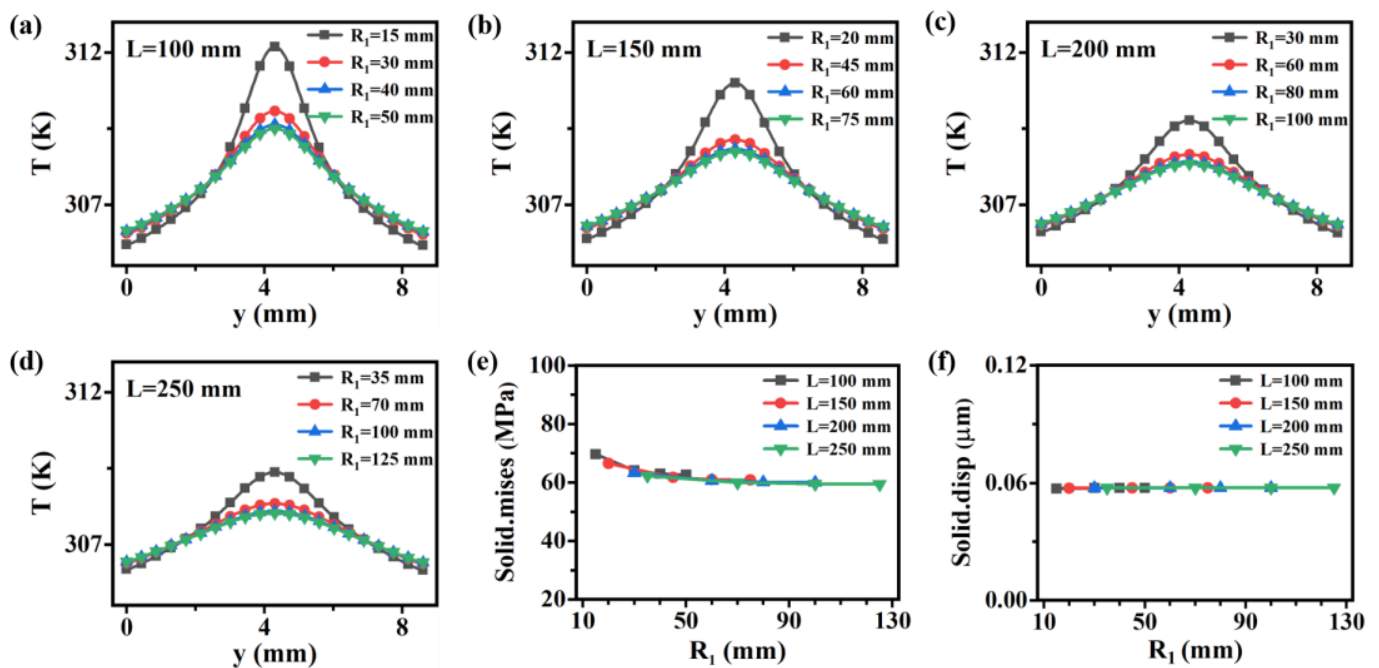 (a)
L=100 mm
R₁=15 mm
R₁=30 mm
R₁=40 mm
R₁=50 mm
312
307
T (K)
0
4
8
y (mm)
(b)
L=150 mm
R₁=20 mm
R₁=45 mm
R₁=60 mm
R₁=75 mm
312
307
T (K)
0
4
8
y (mm)
(c)
L=200 mm
R₁=30 mm
R₁=60 mm
R₁=80 mm
R₁=100 mm
312
307
T (K)
0
4
8
y (mm)
(d)
L=250 mm
R₁=35 mm
R₁=70 mm
R₁=100 mm
R₁=125 mm
312
307
T (K)
0
4
8
y (mm)
(e)
L=100 mm
L=150 mm
L=200 mm
L=250 mm
100
80
60
40
20
Solid.mises (MPa)
10
50
90
130
R₁ (mm)
(f)
L=100 mm
L=150 mm
L=200 mm
L=250 mm
0.12
0.06
0.00
Solid.disp (μm)
10
50
90
130
R₁ (mm)